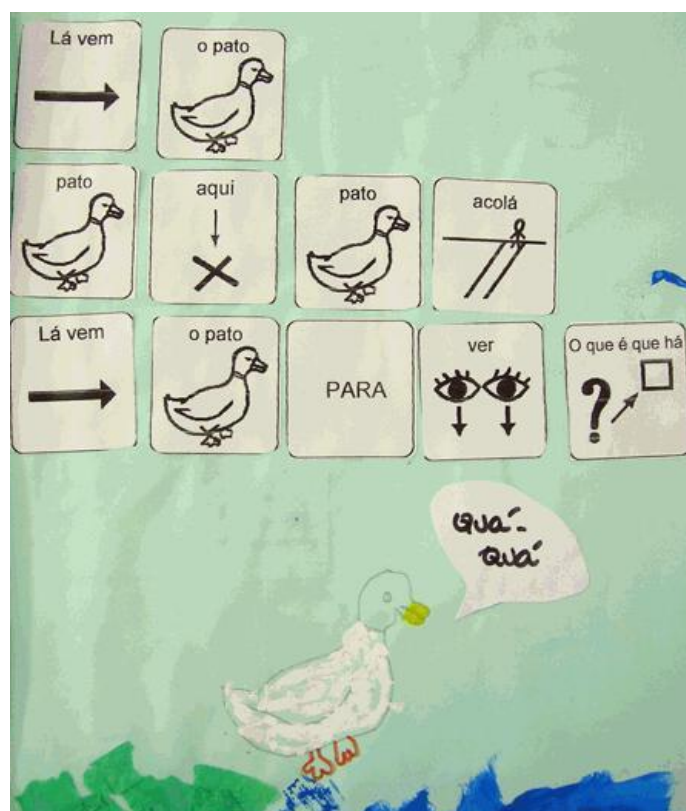 Lá vem o pato
pato aqui pato acolá
Lá vem o pato PARA ver O que é que há
?
Quá-
Quá